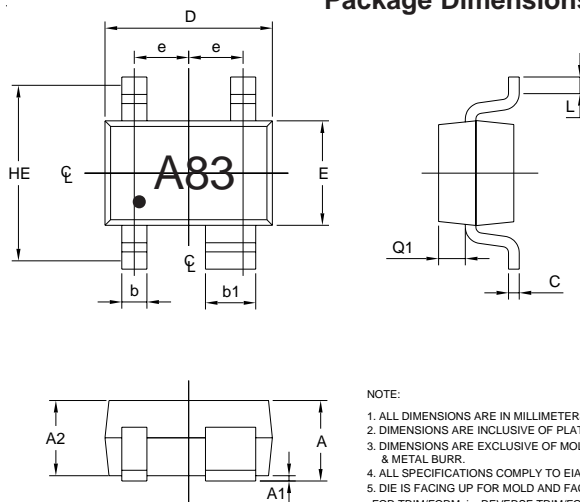 Package Dimensions
D
e e
HE
C
L
A83
E
C
L
b b1
L
Q1
C
A2
A
A1
NOTE:
1. ALL DIMENSIONS ARE IN MILLIMETER
2. DIMENSIONS ARE INCLUSIVE OF PLAT
3. DIMENSIONS ARE EXCLUSIVE OF MOL
& METAL BURR.
4. ALL SPECIFICATIONS COMPLY TO EIA
5. DIE IS FACING UP FOR MOLD AND FAC